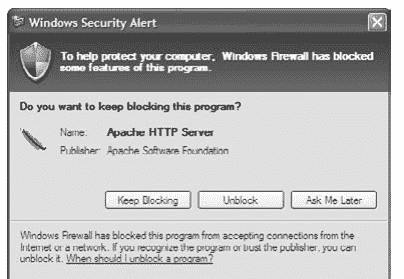 Windows Security Alert
To help protect your computer, Windows Firewall has blocked
some features of this program.
Do you want to keep blocking this program?
Name: Apache HTTP Server
Publisher: Apache Software Foundation
Keep Blocking Unblock Ask Me Later
Windows Firewall has blocked this program from accepting connections from the
Internet or a network. If you recognize the program or trust the publisher, you can
unblock it. When should I unblock a program?